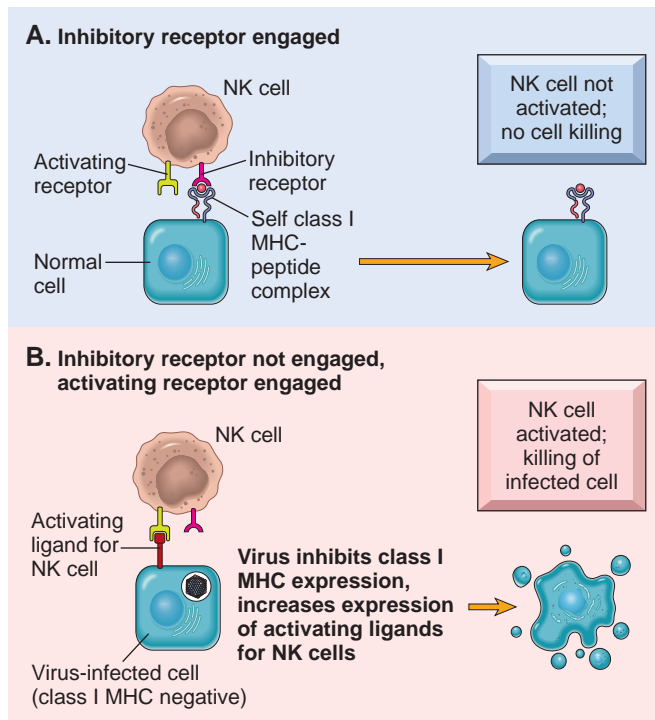 A. Inhibitory receptor engaged
NK cell
NK cell not
activated;
no cell killing
Activating
receptor
Inhibitory
receptor
Self class I
MHC-
peptide
complex
Normal
cell
B. Inhibitory receptor not engaged,
activating receptor engaged
NK cell
NK cell
activated;
killing of
infected cell
Activating
ligand for
NK cell
Virus inhibits class I
MHC expression,
increases expression
of activating ligands
for NK cells
Virus-infected cell
(class I MHC negative)